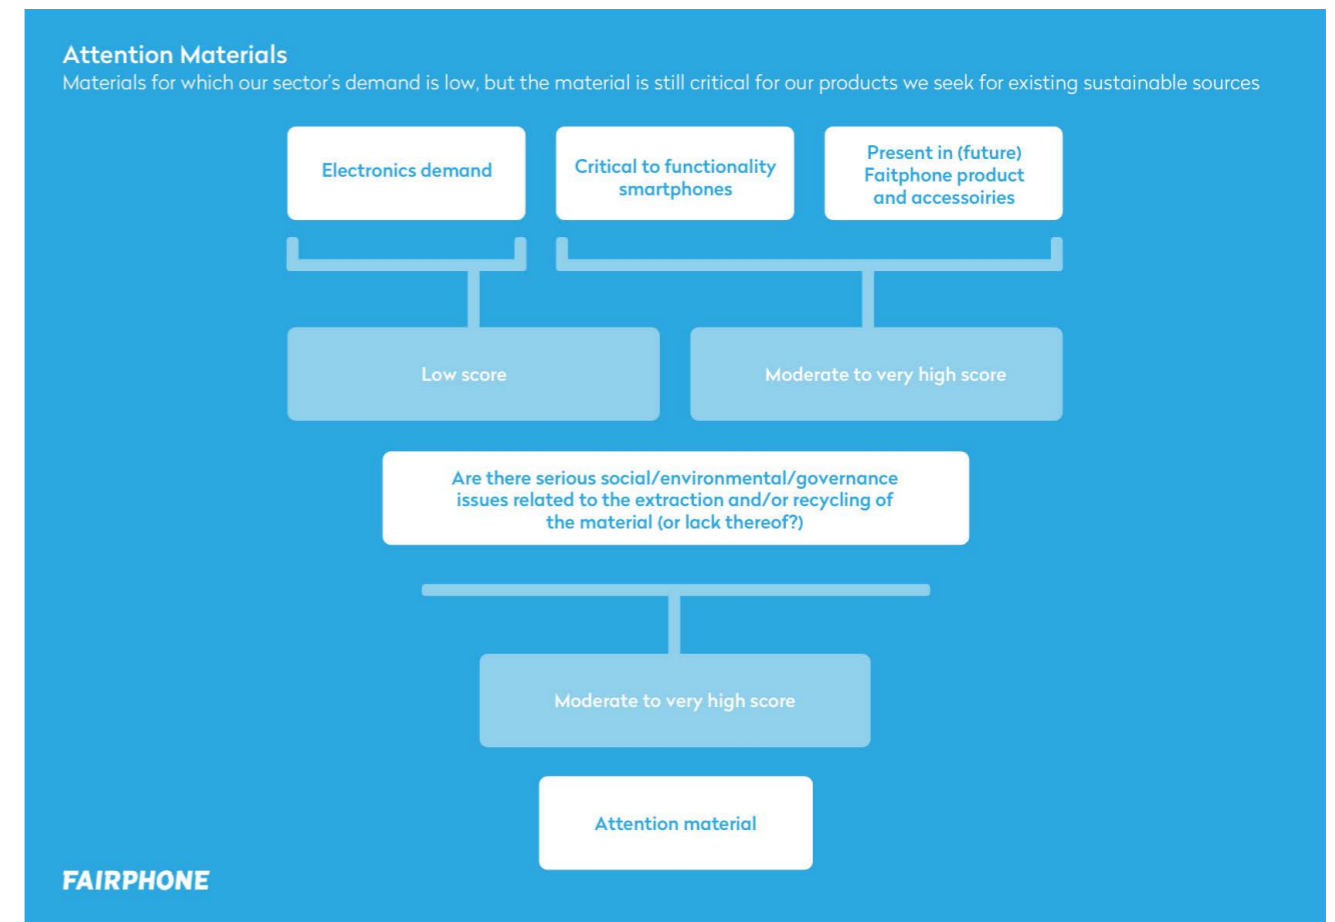 Attention Materials
Materials for which our sector's demand is low, but the material is still critical for our products we seek for existing sustainable sources
Electronics demand
Critical to functionality
smartphones
Present in (future)
Faitphone product
and accessoiries
Low score
Moderate to very high score
Are there serious social/environmental/governance
issues related to the extraction and/or recycling of
the material (or lack thereof?)
Moderate to very high score
Attention material
FAIRPHONE